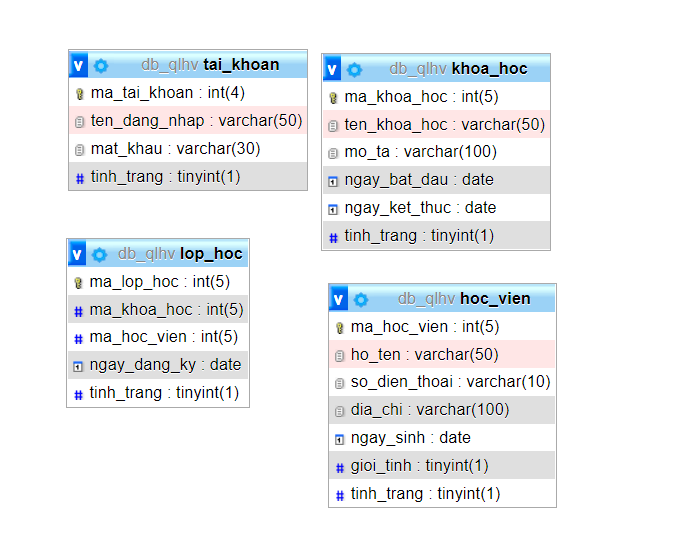 db_qlhv tai_khoan
ma_tai_khoan : int(4)
ten_dang_nhap : varchar(50)
mat_khau : varchar(30)
tinh_trang : tinyint(1)
db_qlhv khoa_hoc
ma_khoa_hoc : int(5)
ten_khoa_hoc : varchar(50)
mo_ta : varchar(100)
ngay_bat_dau : date
ngay_ket_thuc : date
tinh_trang : tinyint(1)
db_qlhv lop_hoc
ma_lop_hoc : int(5)
ma_khoa_hoc : int(5)
ma_hoc_vien : int(5)
ngay_dang_ky : date
tinh_trang : tinyint(1)
db_qlhv hoc_vien
ma_hoc_vien : int(5)
ho_ten : varchar(50)
so_dien_thoai : varchar(10)
dia_chi : varchar(100)
ngay_sinh : date
gioi_tinh : tinyint(1)
tinh_trang : tinyint(1)